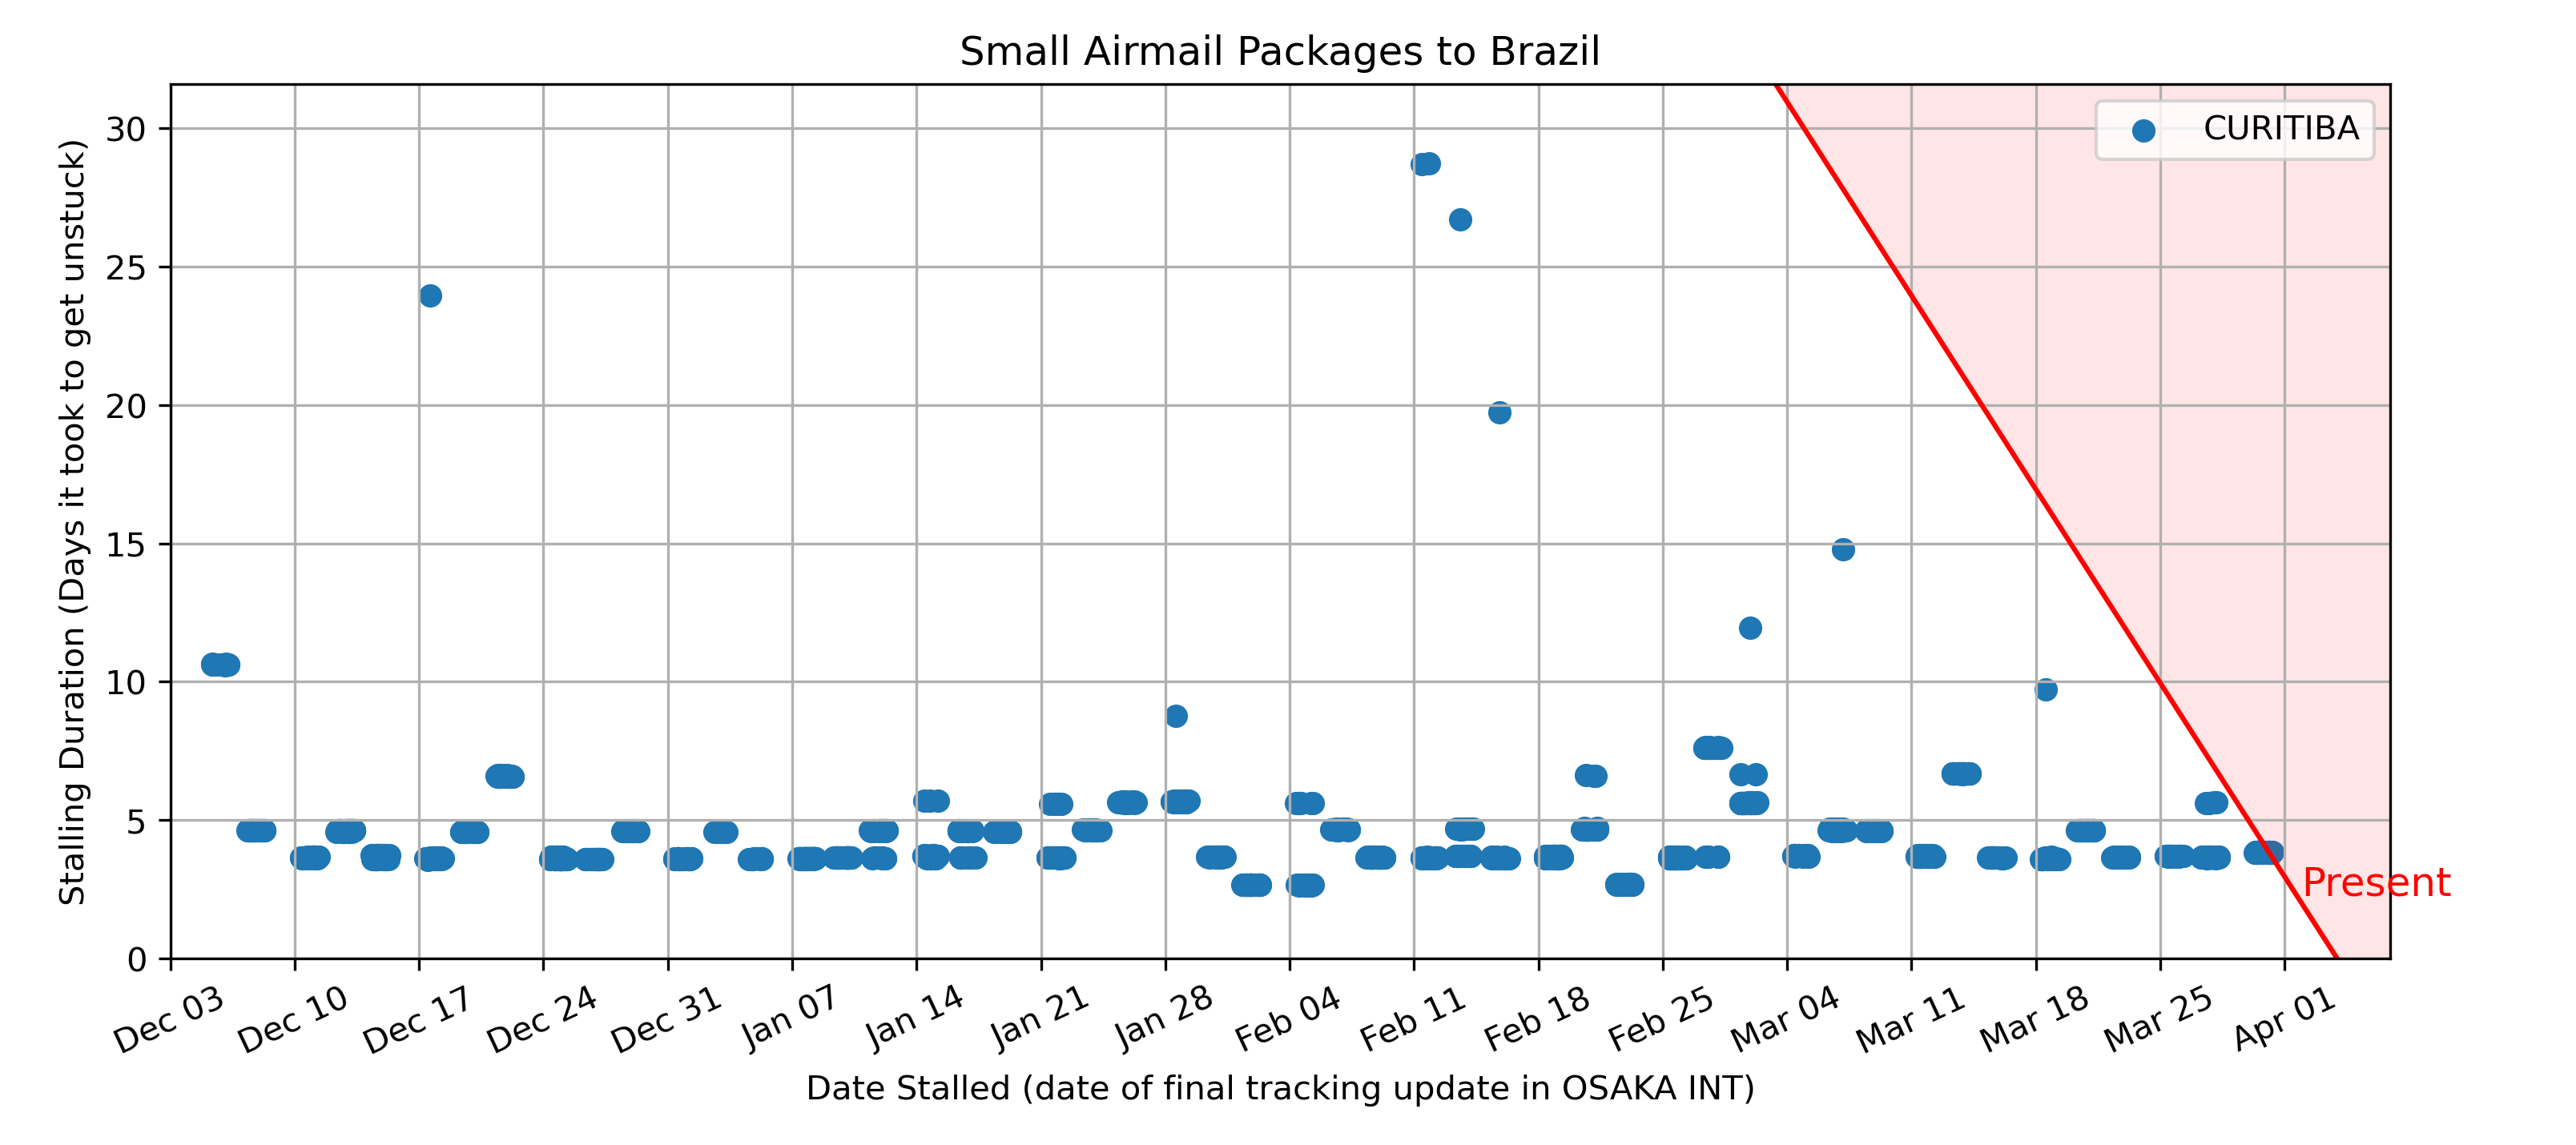 Small Airmail Packages to Brazil
Stalling Duration (Days it took to get unstuck)
30
25
20
15
10
5
0
CURITIBA
Present
Dec 03
Dec 10
Dec 17
Dec 24
Dec 31
Jan 07
Jan 14
Jan 21
Jan 28
Feb 04
Feb 11
Feb 18
Feb 25
Mar 04
Mar 11
Mar 18
Mar 25
Apr 01
Date Stalled (date of final tracking update in OSAKA INT)